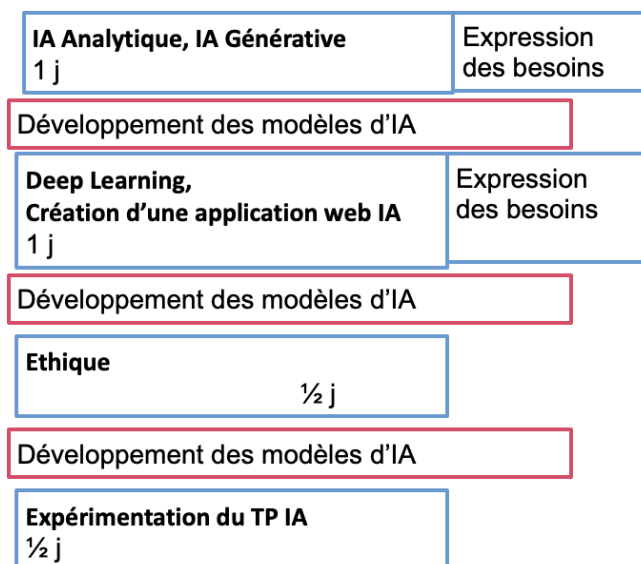 IA Analytique, IA Générative
1 j
Expression
des besoins
Développement des modèles d’IA
Deep Learning,
Création d’une application web IA
1 j
Expression
des besoins
Développement des modèles d’IA
Ethique
½ j
Développement des modèles d’IA
Expérimentation du TP IA
½ j